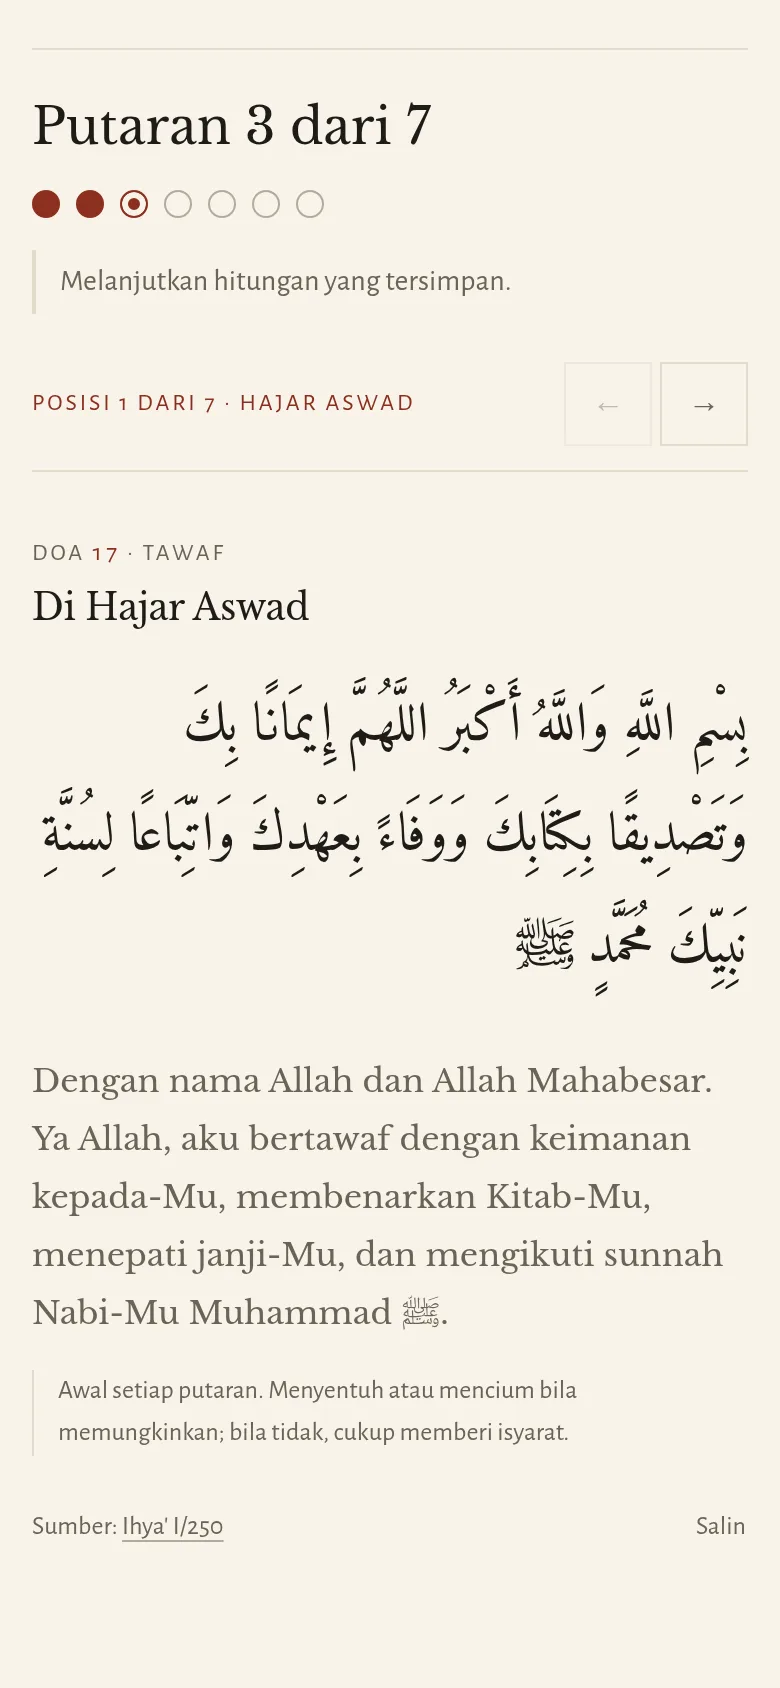 Putaran 3 dari 7
Melanjutkan hitungan yang tersimpan.
POSISI 1 DARI 7 · HAJAR ASWAD
← →
DOA 17 · TAWAF
Di Hajar Aswad
بِسْمِ اللَّهِ وَاللَّهُ أَكْبَرُ اللَّهُمَّ إِيمَانًا بِكَ
وَتَصْدِيقًا بِكِتَابِكَ وَوَفَاءً بِعَهْدِكَ وَاتِّبَاعًا لِسُنَّةِ
نَبِيِّكَ مُحَمَّدٍ ﷺ
Dengan nama Allah dan Allah Mahabesar.
Ya Allah, aku bertawaf dengan keimanan
kepada-Mu, membenarkan Kitab-Mu,
menepati janji-Mu, dan mengikuti sunnah
Nabi-Mu Muhammad ﷺ.
Awal setiap putaran. Menyentuh atau mencium bila
memungkinkan; bila tidak, cukup memberi isyarat.
Sumber: Ihya' I/250
Salin